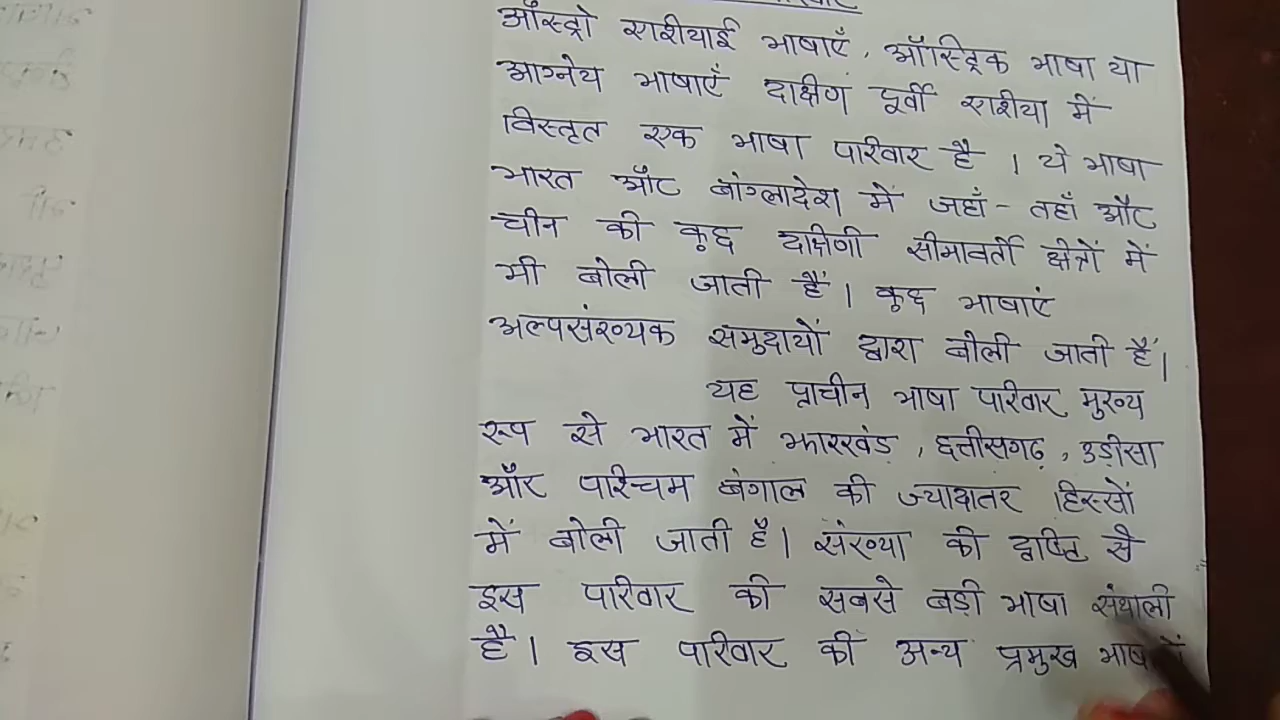 ऑस्ट्रो एशीयाई भाषाएँ, ऑस्ट्रिक भाषा या
आग्नेय भाषाएँ दक्षिण पूर्वी एशीया में
विस्तृत एक भाषा परिवार है । ये भाषा
भारत और बांग्लादेश में जहाँ - तहाँ और
चीन की कुछ दक्षिणी सीमावर्ती क्षेत्रों में
भी बोली जाती हैं । कुछ भाषाएं
अल्पसंख्यक समुदायों द्वारा बोली जाती हैं।
यह प्राचीन भाषा परिवार मुख्य
रूप से भारत में झारखंड , छत्तीसगढ़ , उड़ीसा
और पश्चिम बंगाल की ज्यादातर हिस्सों
में बोली जाती है । संख्या की दृष्टि से
इस परिवार की सबसे बड़ी भाषा संथाली
है । इस परिवार की अन्य प्रमुख